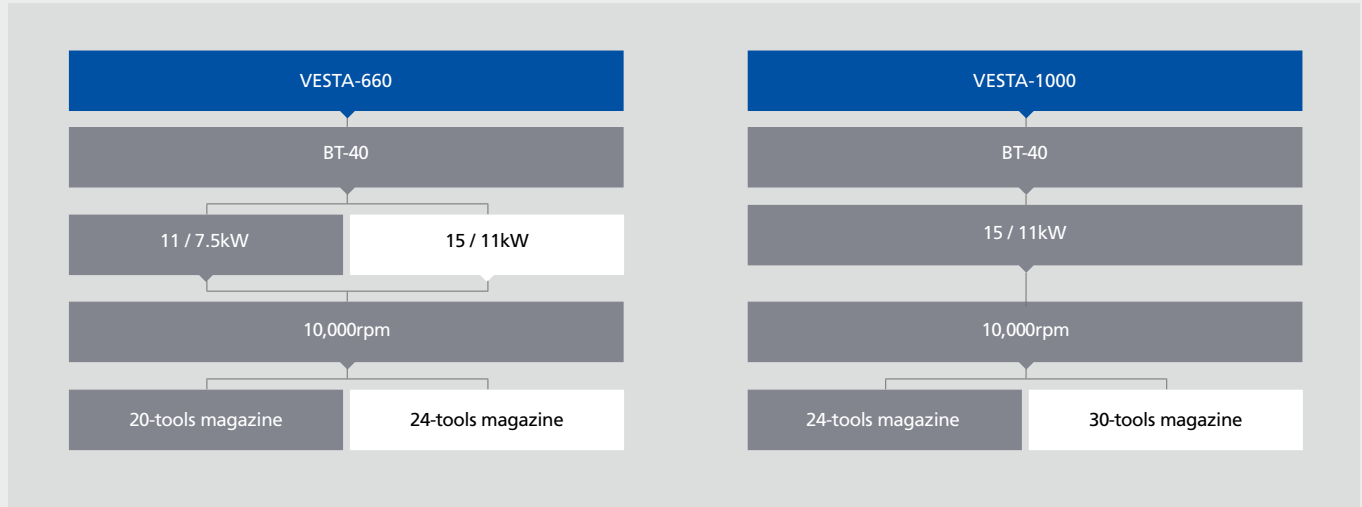 VESTA-660
BT-40
11 / 7.5kW
15 / 11kW
10,000rpm
20-tools magazine
24-tools magazine
VESTA-1000
BT-40
15 / 11kW
10,000rpm
24-tools magazine
30-tools magazine